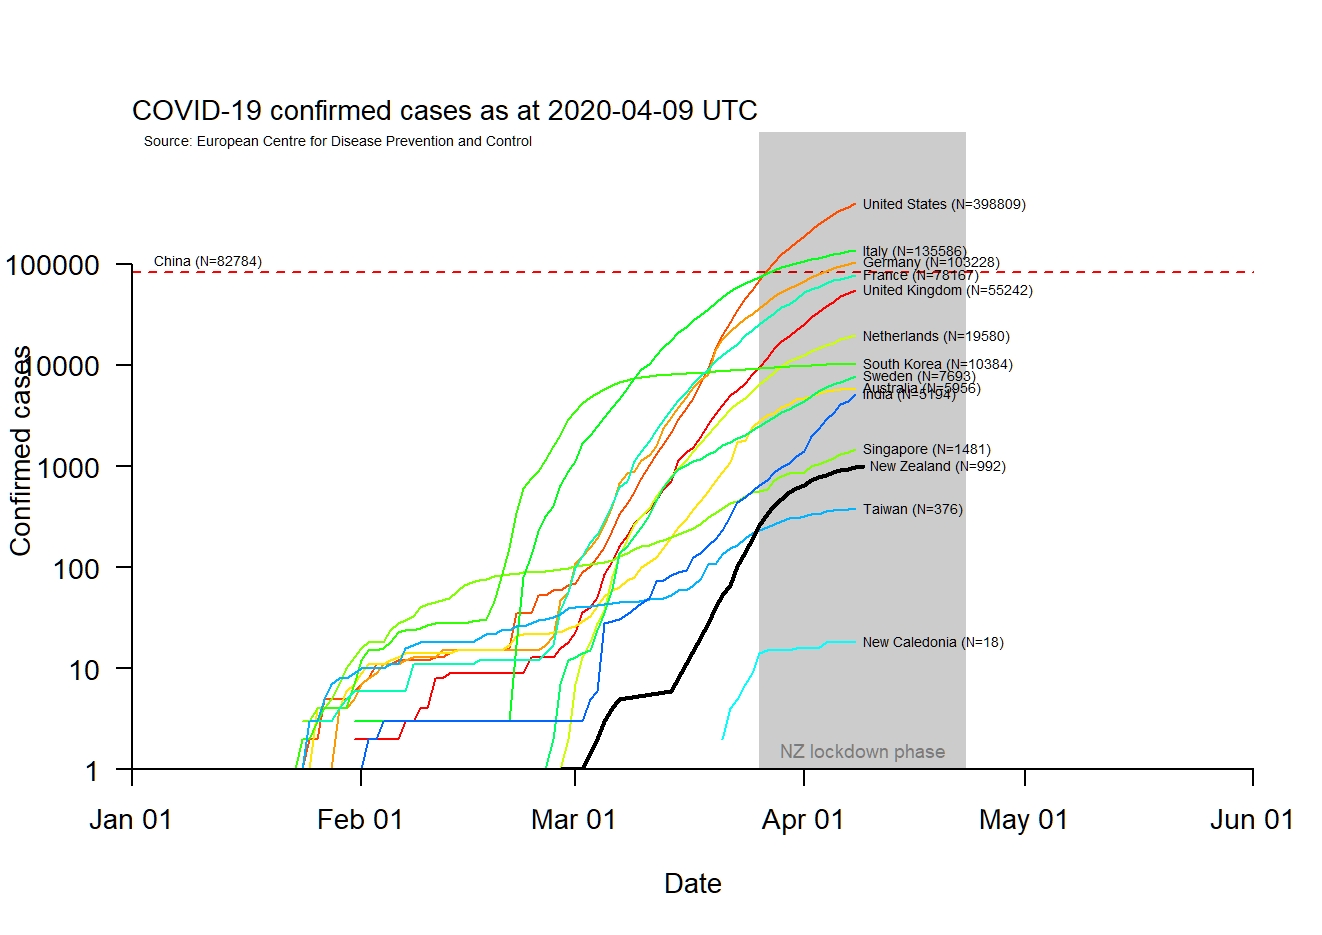 COVID-19 confirmed cases as at 2020-04-09 UTC
Source: European Centre for Disease Prevention and Control
United States (N=398809)
Italy (N=135586)
China (N=82784)
Germany (N=103228)
France (N=78167)
United Kingdom (N=55242)
Netherlands (N=19580)
South Korea (N=10384)
Sweden (N=7693)
Australia (N=5956)
India (N=5194)
Singapore (N=1481)
New Zealand (N=992)
Taiwan (N=376)
New Caledonia (N=18)
NZ lockdown phase
Confirmed cases
100000
10000
1000
100
10
1
Jan 01 Feb 01 Mar 01 Apr 01 May 01 Jun 01
Date